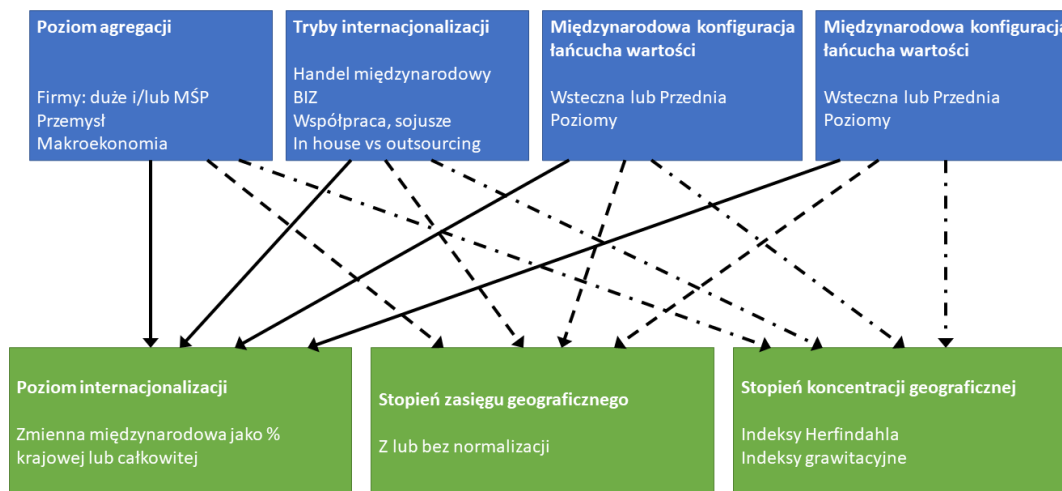 Poziom agregacji
Firmy: duże i/lub MŚP
Przemysł
Makroekonomia
Tryby internacjonalizacji
Handel międzynarodowy
BIZ
Współpraca, sojusze
In house vs outsourcing
Międzynarodowa konfiguracja
łańcucha wartości
Wsteczna lub Przednia
Poziomy
Międzynarodowa konfiguracja
łańcucha wartości
Wsteczna lub Przednia
Poziomy
Poziom internacjonalizacji
Zmienna międzynarodowa jako %
krajowej lub całkowitej
Stopień zasięgu geograficznego
Z lub bez normalizacji
Stopień koncentracji geograficznej
Indeksy Herfindahla
Indeksy grawitacyjne